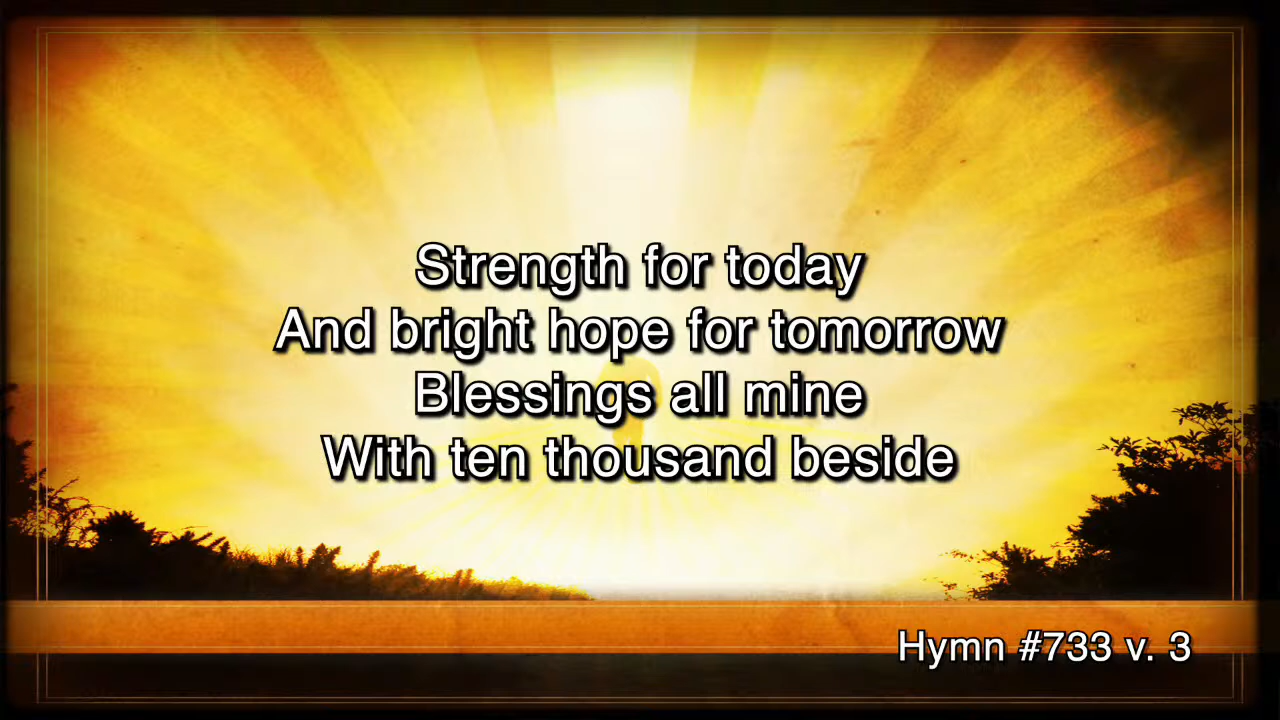 Strength for today
And bright hope for tomorrow
Blessings all mine
With ten thousand beside
Hymn #733 v. 3